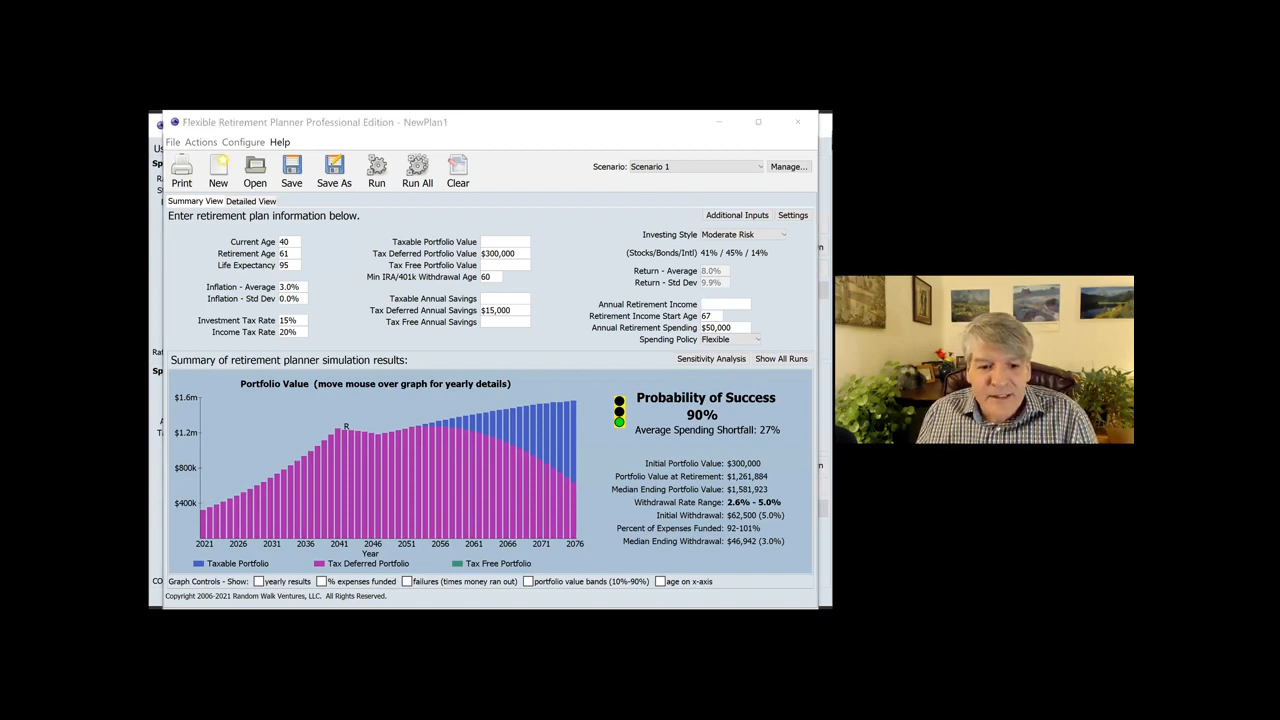 Flexible Retirement Planner Professional Edition - NewPlan1
File Actions Configure Help
Print New Open Save Save As Run Run All Clear
Scenario: Scenario 1 Manage...
Summary View Detailed View
Enter retirement plan information below.
Additional Inputs Settings
Current Age 40
Retirement Age 61
Life Expectancy 95
Inflation - Average 3.0%
Inflation - Std Dev 0.0%
Investment Tax Rate 15%
Income Tax Rate 20%
Taxable Portfolio Value
Tax Deferred Portfolio Value $300,000
Tax Free Portfolio Value
Min IRA/401k Withdrawal Age 60
Taxable Annual Savings
Tax Deferred Annual Savings $15,000
Tax Free Annual Savings
Investing Style Moderate Risk
(Stocks/Bonds/Intl) 41% / 45% / 14%
Return - Average 8.0%
Return - Std Dev 9.9%
Annual Retirement Income
Retirement Income Start Age 67
Annual Retirement Spending $50,000
Spending Policy Flexible
Summary of retirement planner simulation results:
Sensitivity Analysis Show All Runs
Portfolio Value (move mouse over graph for yearly details)
$1.6m
$1.2m
$800k
$400k
R
2021 2026 2031 2036 2041 2046 2051 2056 2061 2066 2071 2076
Year
Taxable Portfolio Tax Deferred Portfolio Tax Free Portfolio
Probability of Success
90%
Average Spending Shortfall: 27%
Initial Portfolio Value: $300,000
Portfolio Value at Retirement: $1,261,884
Median Ending Portfolio Value: $1,581,923
Withdrawal Rate Range: 2.6% - 5.0%
Initial Withdrawal: $62,500 (5.0%)
Percent of Expenses Funded: 92-101%
Median Ending Withdrawal: $46,942 (3.0%)
Graph Controls - Show: yearly results % expenses funded failures (times money ran out) portfolio value bands (10%-90%) age on x-axis
Copyright 2006-2021 Random Walk Ventures, LLC. All Rights Reserved.